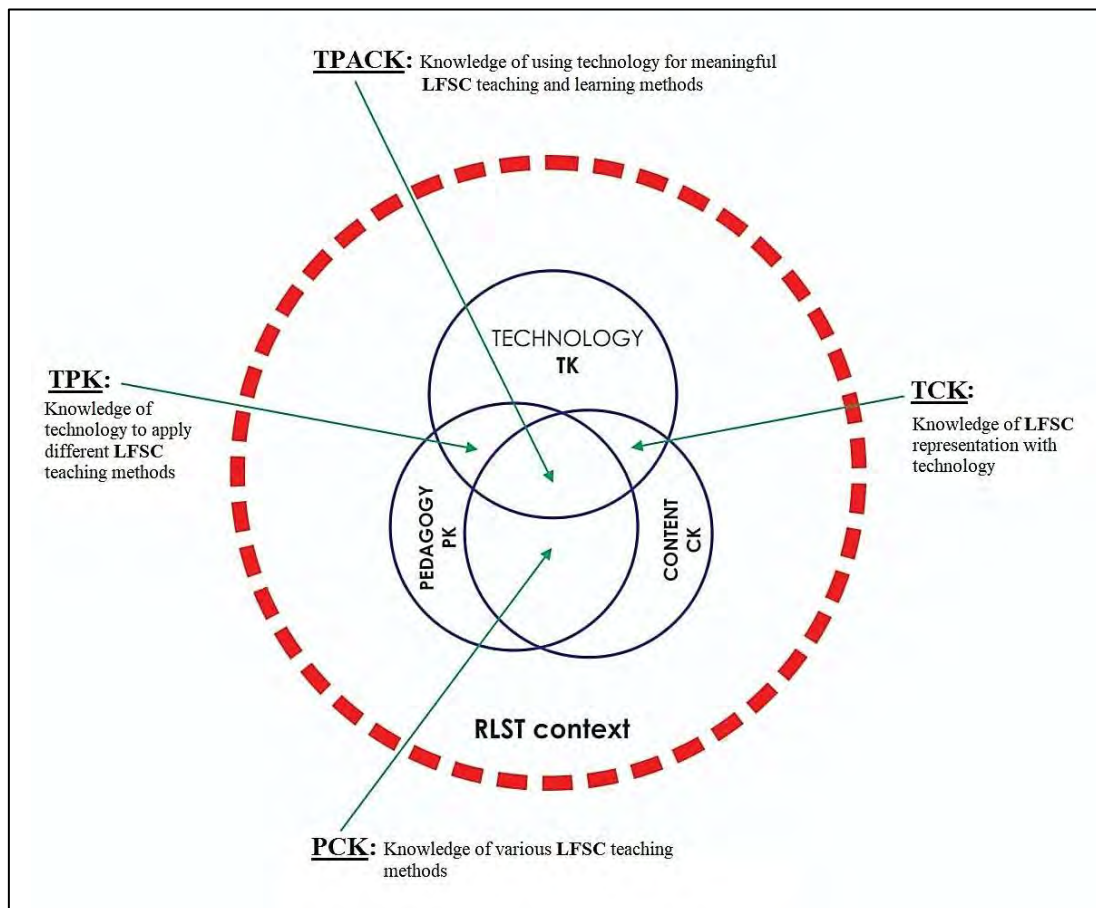 TPACK: Knowledge of using technology for meaningful
LFSC teaching and learning methods
TECHNOLOGY
TK
TPK:
Knowledge of
technology to apply
different LFSC
teaching methods
TCK:
Knowledge of LFSC
representation with
technology
PEDAGOGY
PK
CONTENT
CK
RLST context
PCK: Knowledge of various LFSC teaching
methods